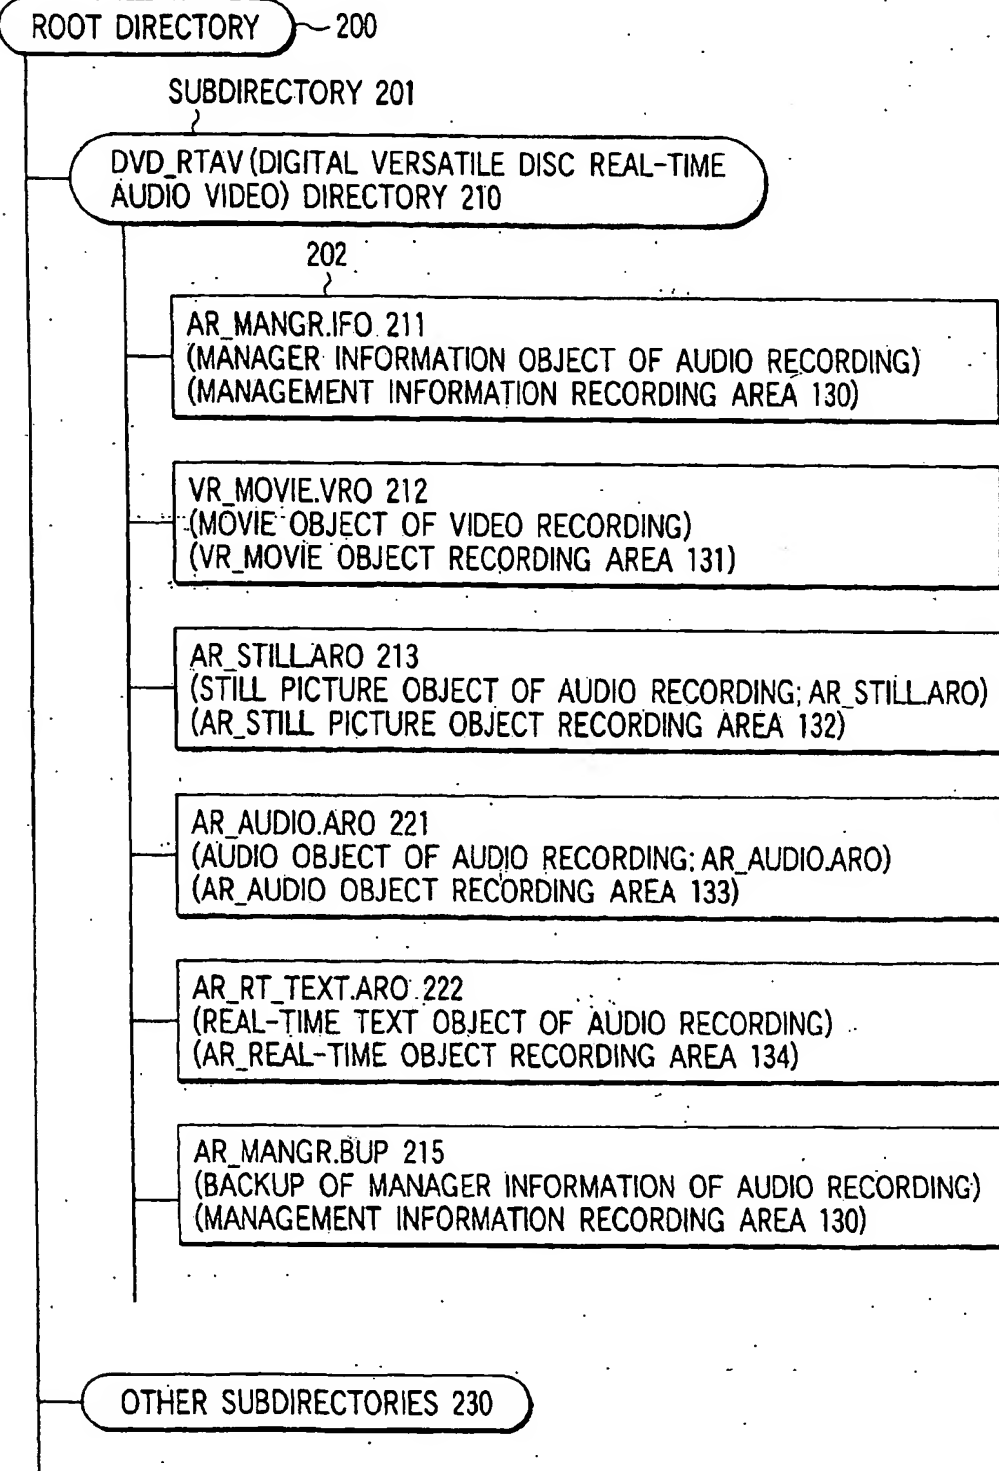 ROOT DIRECTORY 200
SUBDIRECTORY 201
DVD_RTAV(DIGITAL VERSATILE DISC REAL-TIME
AUDIO VIDEO) DIRECTORY 210
202
AR_MANGR.IFO 211
(MANAGER INFORMATION OBJECT OF AUDIO RECORDING)
(MANAGEMENT INFORMATION RECORDING AREA 130)
VR_MOVIE.VRO 212
(MOVIE OBJECT OF VIDEO RECORDING)
(VR_MOVIE OBJECT RECORDING AREA 131)
AR_STILL.ARO 213
(STILL PICTURE OBJECT OF AUDIO RECORDING; AR_STILL.ARO)
(AR_STILL PICTURE OBJECT RECORDING AREA 132)
AR_AUDIO.ARO 221
(AUDIO OBJECT OF AUDIO RECORDING; AR_AUDIO.ARO)
(AR_AUDIO OBJECT RECORDING AREA 133)
AR_RT_TEXT.ARO 222
(REAL-TIME TEXT OBJECT OF AUDIO RECORDING)
(AR_REAL-TIME OBJECT RECORDING AREA 134)
AR_MANGR.BUP 215
(BACKUP OF MANAGER INFORMATION OF AUDIO RECORDING)
(MANAGEMENT INFORMATION RECORDING AREA 130)
OTHER SUBDIRECTORIES 230